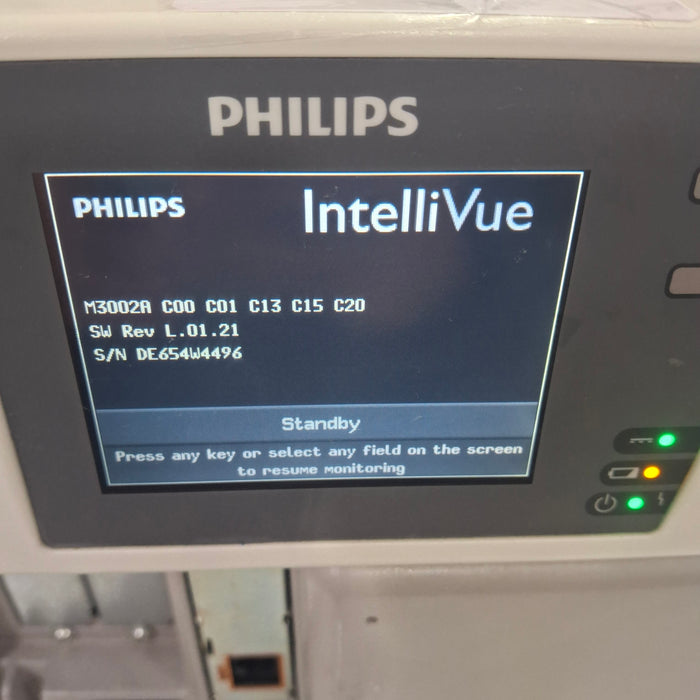 PHILIPS
PHILIPS IntelliVue
M3002A C00 C01 C13 C15 C20
SW Rev L.01.21
S/N DE654W4496
Standby
Press any key or select any field on the screen
to resume monitoring